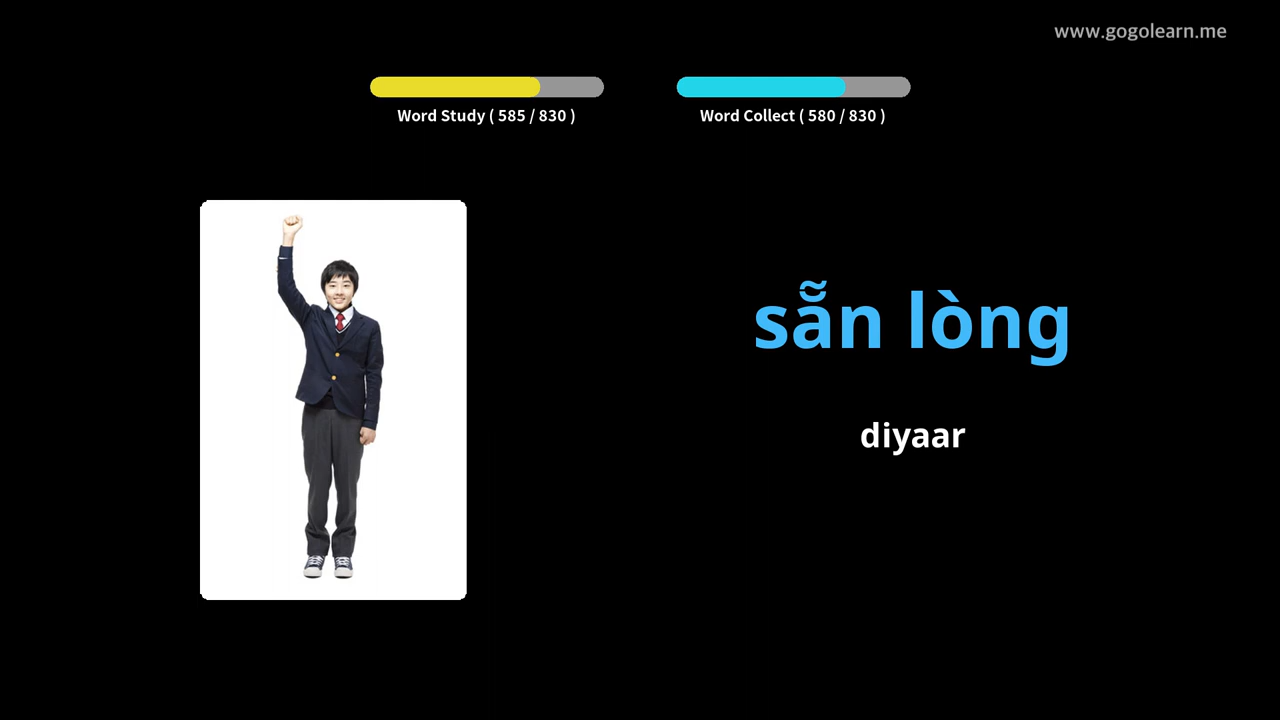 www.gogolearn.me
Word Study ( 585 / 830 )
Word Collect ( 580 / 830 )
sẵn lòng
diyaar